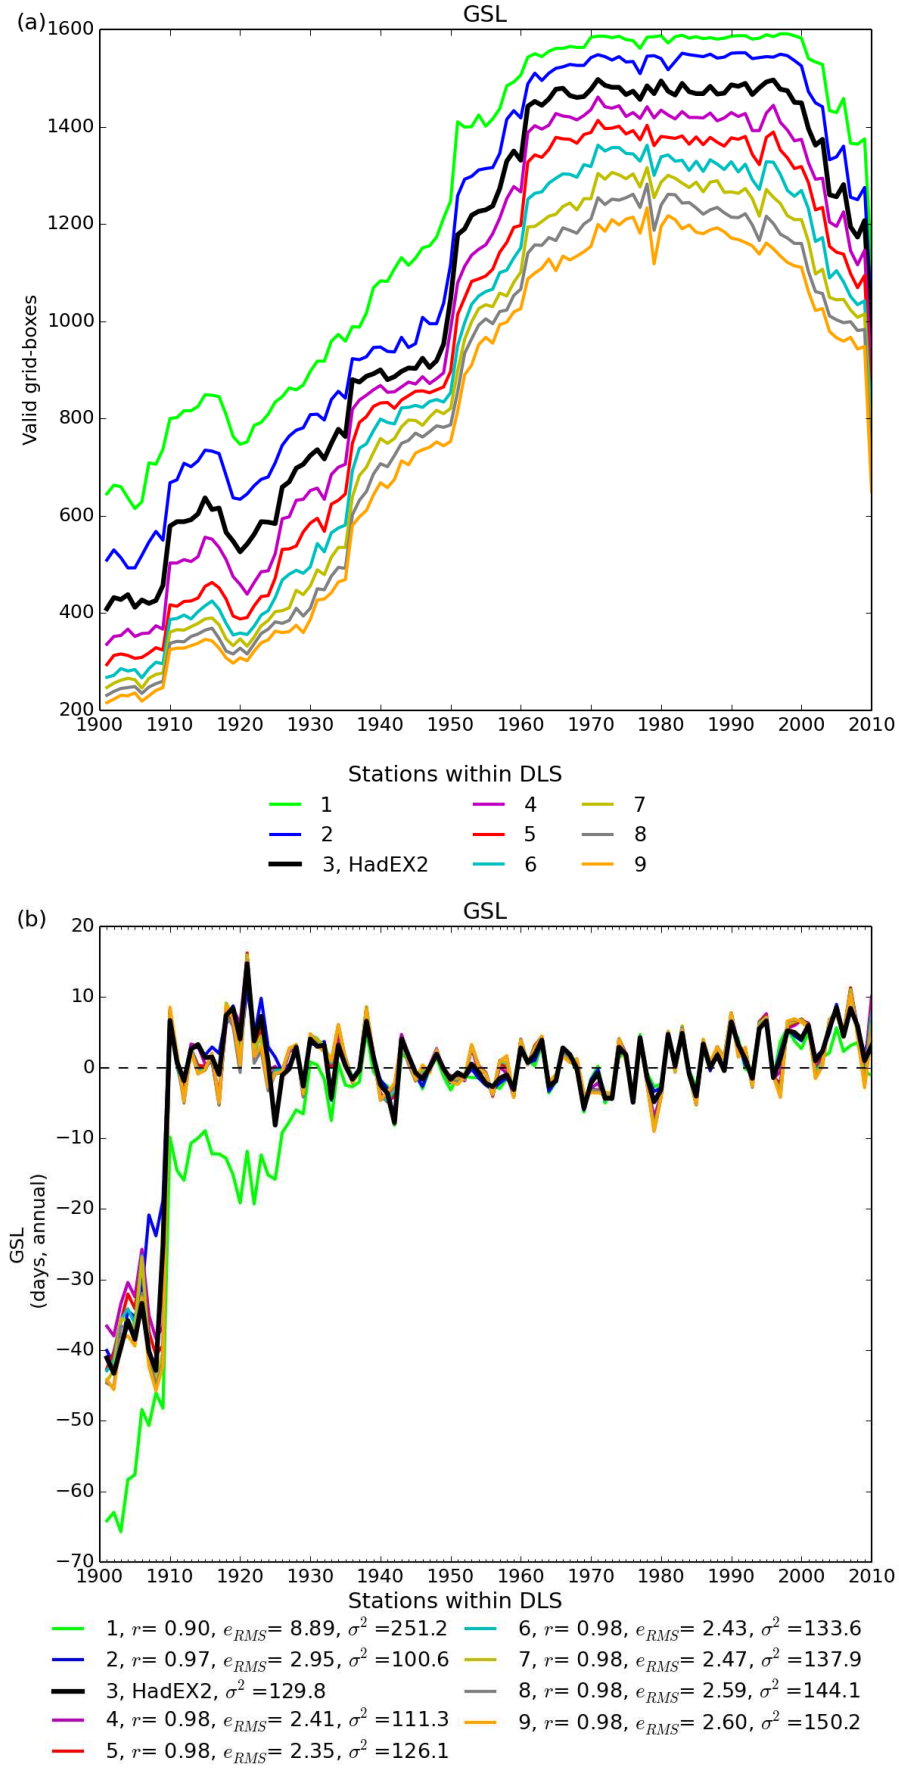 (a)
GSL
1600
1400
1200
1000
800
600
400
200
Valid grid-boxes
1900 1910 1920 1930 1940 1950 1960 1970 1980 1990 2000 2010
Stations within DLS
1 4 7
2 5 8
3, HadEX2 6 9
(b)
GSL
20
10
0
−10
−20
−30
−40
−50
−60
−70
GSL
(days, annual)
1900 1910 1920 1930 1940 1950 1960 1970 1980 1990 2000 2010
Stations within DLS
1, r= 0.90, e_RMS= 8.89, σ² =251.2
2, r= 0.97, e_RMS= 2.95, σ² =100.6
3, HadEX2, σ² =129.8
4, r= 0.98, e_RMS= 2.41, σ² =111.3
5, r= 0.98, e_RMS= 2.35, σ² =126.1
6, r= 0.98, e_RMS= 2.43, σ² =133.6
7, r= 0.98, e_RMS= 2.47, σ² =137.9
8, r= 0.98, e_RMS= 2.59, σ² =144.1
9, r= 0.98, e_RMS= 2.60, σ² =150.2